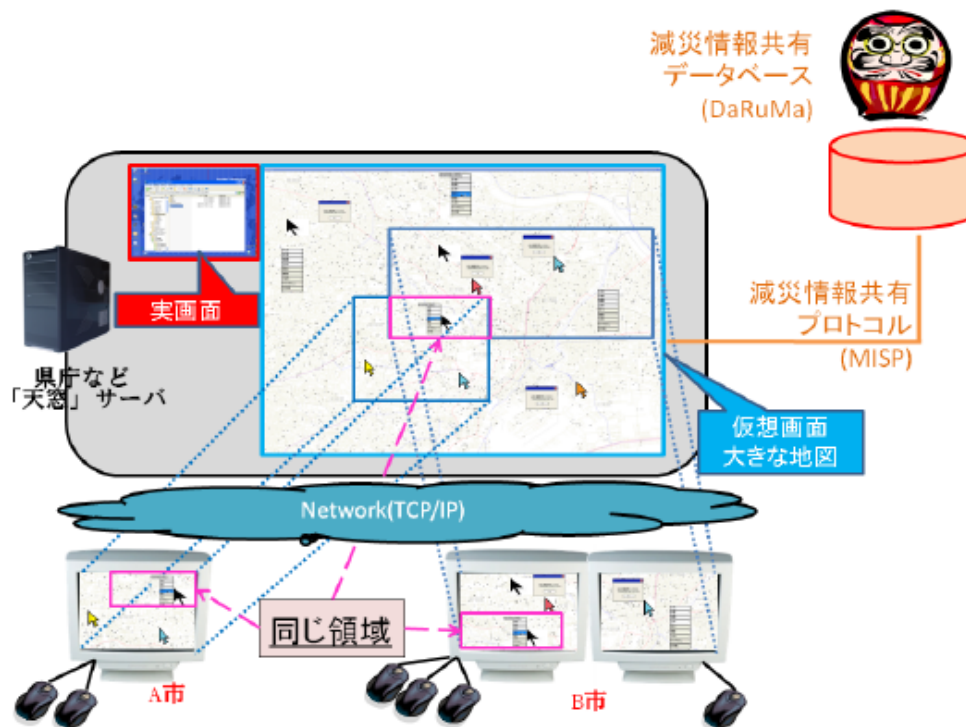 減災情報共有
データベース
(DaRuMa)
実画面
減災情報共有
プロトコル
(MISP)
県庁など
「天窓」サーバ
仮想画面
大きな地図
Network(TCP/IP)
同じ領域
A市
B市